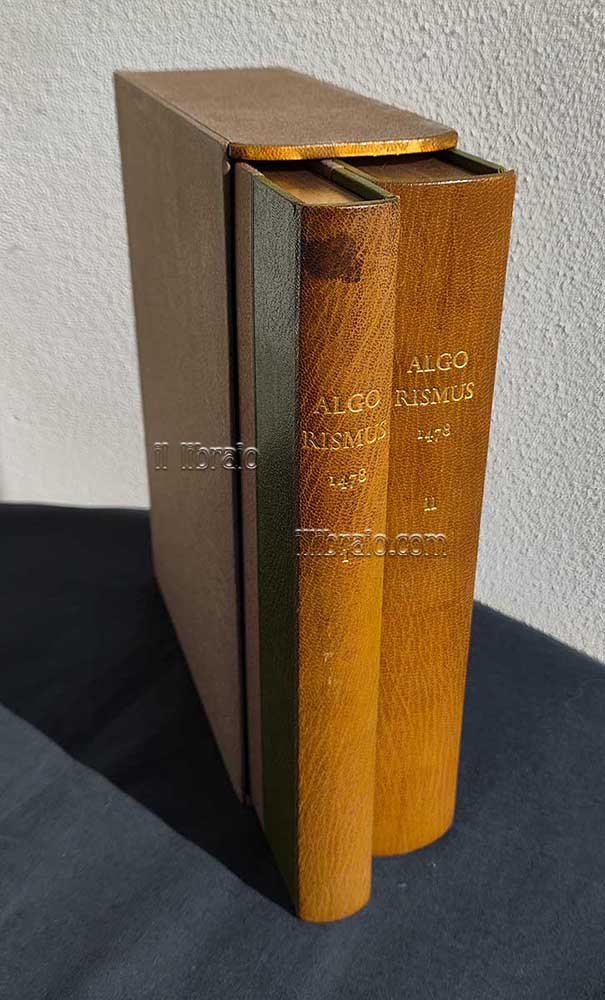 ALGO
RISMUS
1478
I
ALGO
RISMUS
1478
II
il libraio
illibraio.com